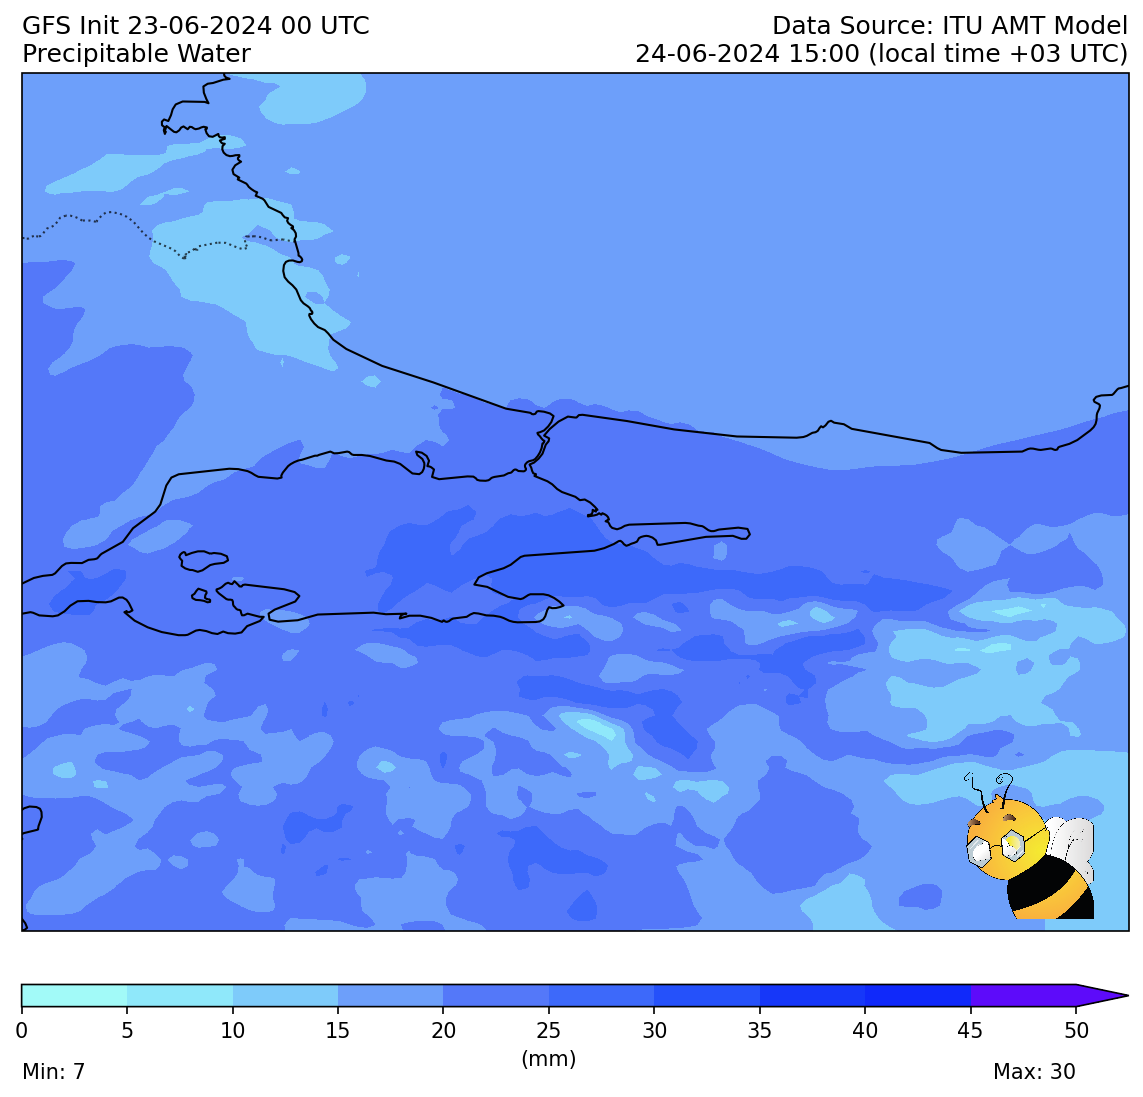 GFS Init 23-06-2024 00 UTC
Data Source: ITU AMT Model
Precipitable Water
24-06-2024 15:00 (local time +03 UTC)
0 5 10 15 20 25 30 35 40 45 50
(mm)
Min: 7
Max: 30